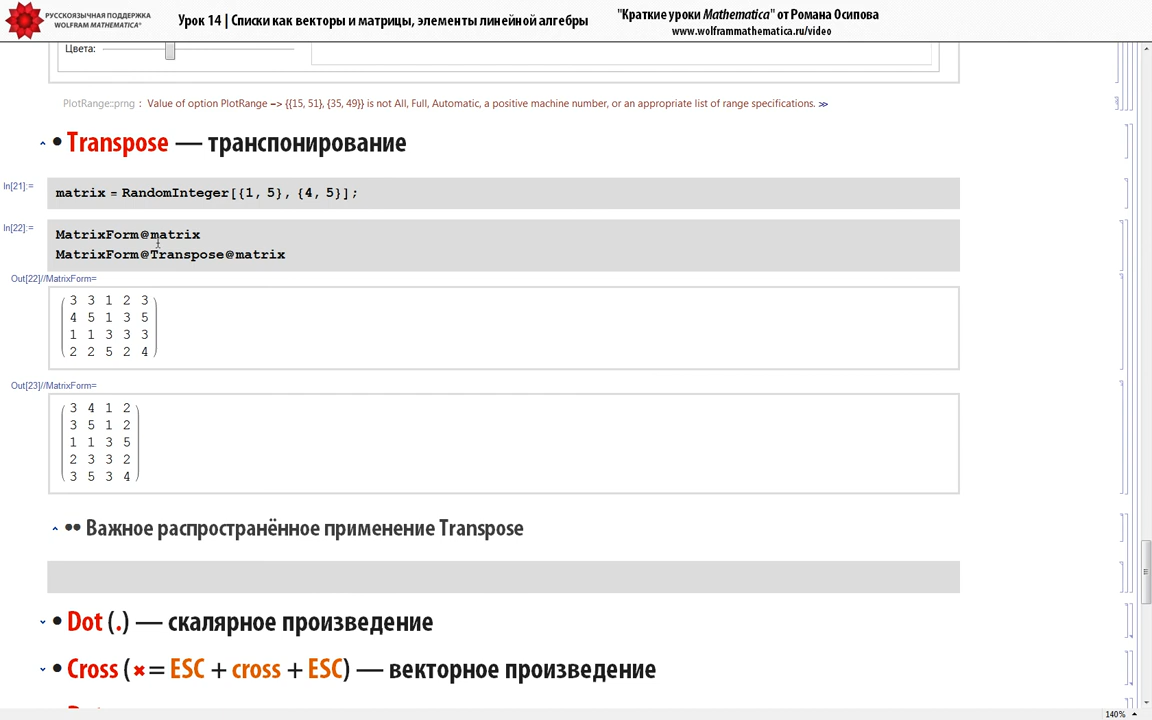 РУССКОЯЗЫЧНАЯ ПОДДЕРЖКА
WOLFRAM MATHEMATICA®
Урок 14 | Списки как векторы и матрицы, элементы линейной алгебры
"Краткие уроки Mathematica" от Романа Осипова
www.wolframmathematica.ru/video
Цвета:
PlotRange::prng : Value of option PlotRange -> {{15, 51}, {35, 49}} is not All, Full, Automatic, a positive machine number, or an appropriate list of range specifications. >>
• Transpose — транспонирование
In[21]:= matrix = RandomInteger[{1, 5}, {4, 5}];
In[22]:= MatrixForm@matrix
MatrixForm@Transpose@matrix
Out[22]//MatrixForm=
3 3 1 2 3
4 5 1 3 5
1 1 3 3 3
2 2 5 2 4
Out[23]//MatrixForm=
3 4 1 2
3 5 1 2
1 1 3 5
2 3 3 2
3 5 3 4
•• Важное распространённое применение Transpose
• Dot (.) — скалярное произведение
• Cross (× = ESC + cross + ESC) — векторное произведение
140%